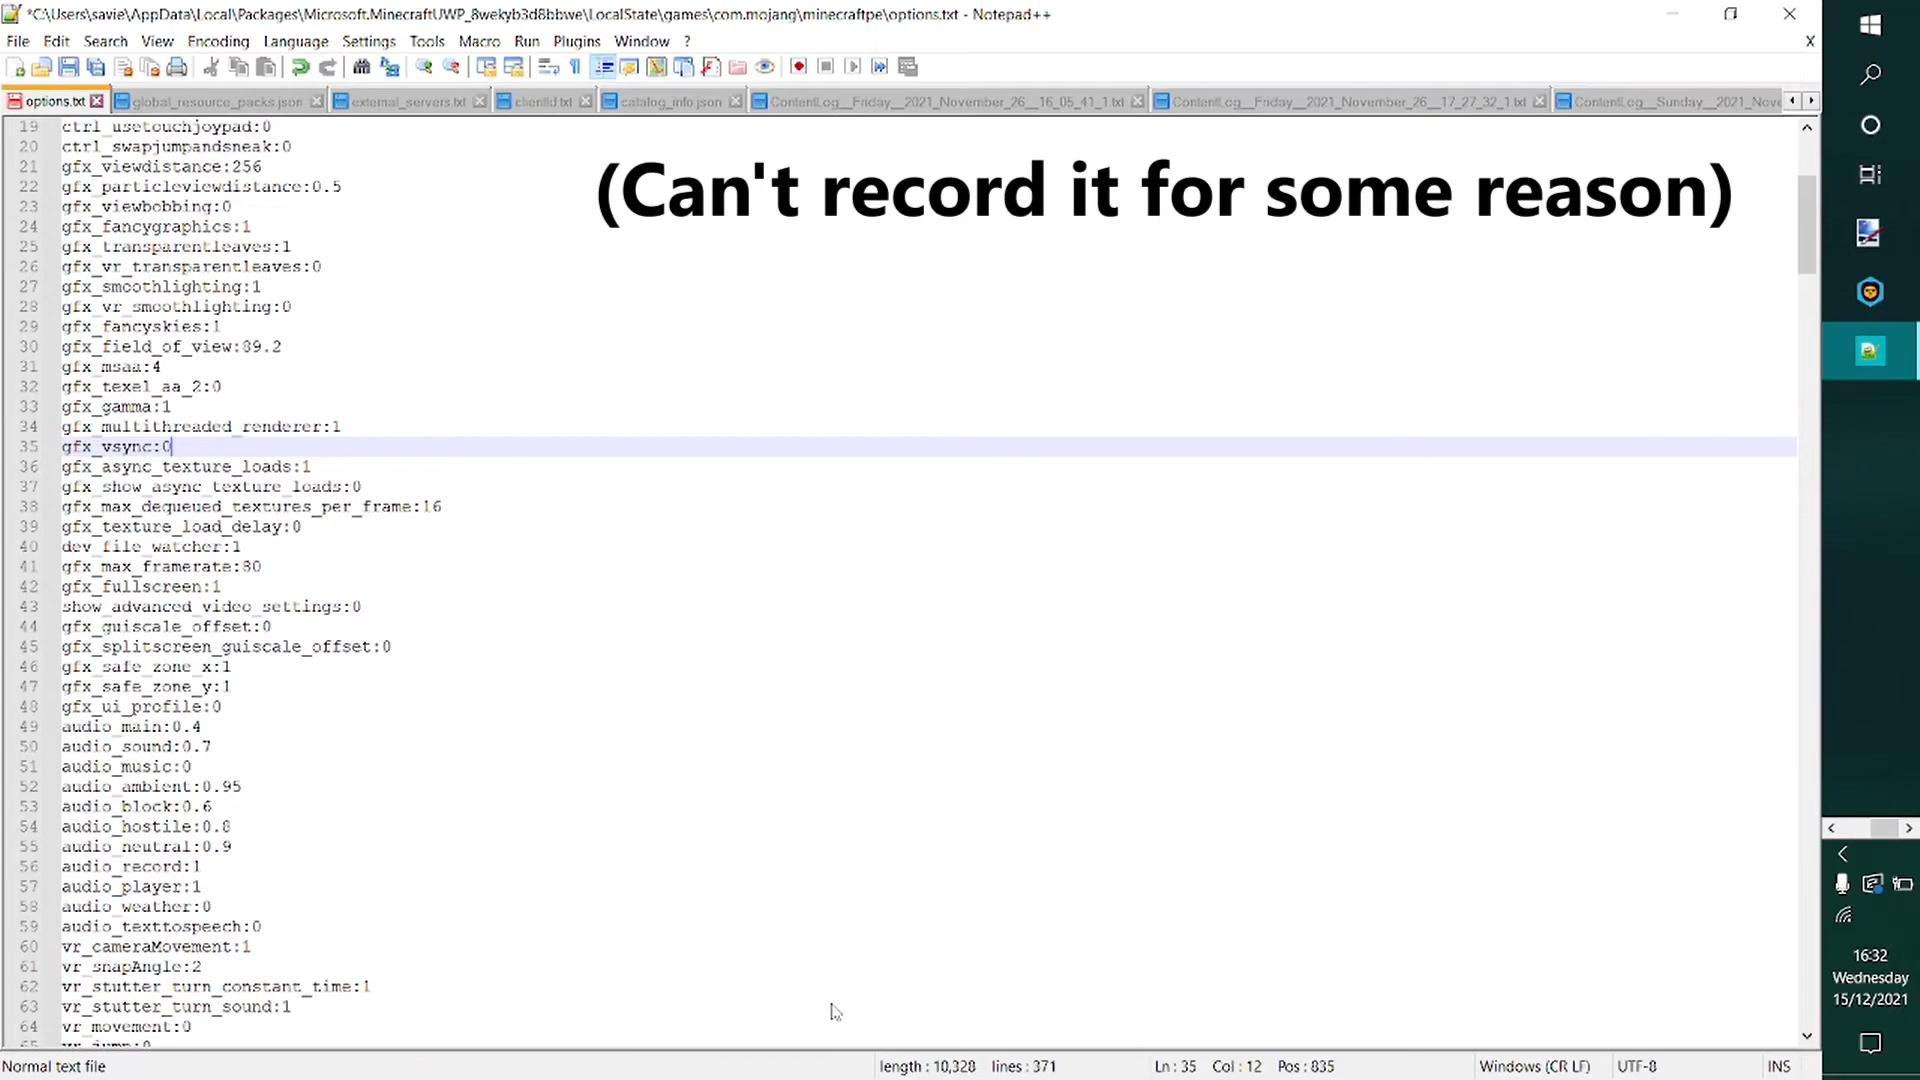 *C:\Users\savie\AppData\Local\Packages\Microsoft.MinecraftUWP_8wekyb3d8bbwe\LocalState\games\com.mojang\minecraftpe\options.txt - Notepad++
File Edit Search View Encoding Language Settings Tools Macro Run Plugins Window ? X
options.txt global_resource_packs.json external_servers.txt clientId.txt catalog_info.json ContentLog__Friday__2021_November_26__16_05_41_1.txt ContentLog__Friday__2021_November_26__17_27_32_1.txt ContentLog__Sunday__2021_Nove
(Can't record it for some reason)
19 ctrl_usetouchjoypad:0
20 ctrl_swapjumpandsneak:0
21 gfx_viewdistance:256
22 gfx_particleviewdistance:0.5
23 gfx_viewbobbing:0
24 gfx_fancygraphics:1
25 gfx_transparentleaves:1
26 gfx_vr_transparentleaves:0
27 gfx_smoothlighting:1
28 gfx_vr_smoothlighting:0
29 gfx_fancyskies:1
30 gfx_field_of_view:89.2
31 gfx_msaa:4
32 gfx_texel_aa_2:0
33 gfx_gamma:1
34 gfx_multithreaded_renderer:1
35 gfx_vsync:0
36 gfx_async_texture_loads:1
37 gfx_show_async_texture_loads:0
38 gfx_max_dequeued_textures_per_frame:16
39 gfx_texture_load_delay:0
40 dev_file_watcher:1
41 gfx_max_framerate:80
42 gfx_fullscreen:1
43 show_advanced_video_settings:0
44 gfx_guiscale_offset:0
45 gfx_splitscreen_guiscale_offset:0
46 gfx_safe_zone_x:1
47 gfx_safe_zone_y:1
48 gfx_ui_profile:0
49 audio_main:0.4
50 audio_sound:0.7
51 audio_music:0
52 audio_ambient:0.95
53 audio_block:0.6
54 audio_hostile:0.8
55 audio_neutral:0.9
56 audio_record:1
57 audio_player:1
58 audio_weather:0
59 audio_texttospeech:0
60 vr_cameraMovement:1
61 vr_snapAngle:2
62 vr_stutter_turn_constant_time:1
63 vr_stutter_turn_sound:1
64 vr_movement:0
65 vr_jump:0
Normal text file length : 10,328 lines : 371 Ln : 35 Col : 12 Pos : 835 Windows (CR LF) UTF-8 INS
16:32
Wednesday
15/12/2021